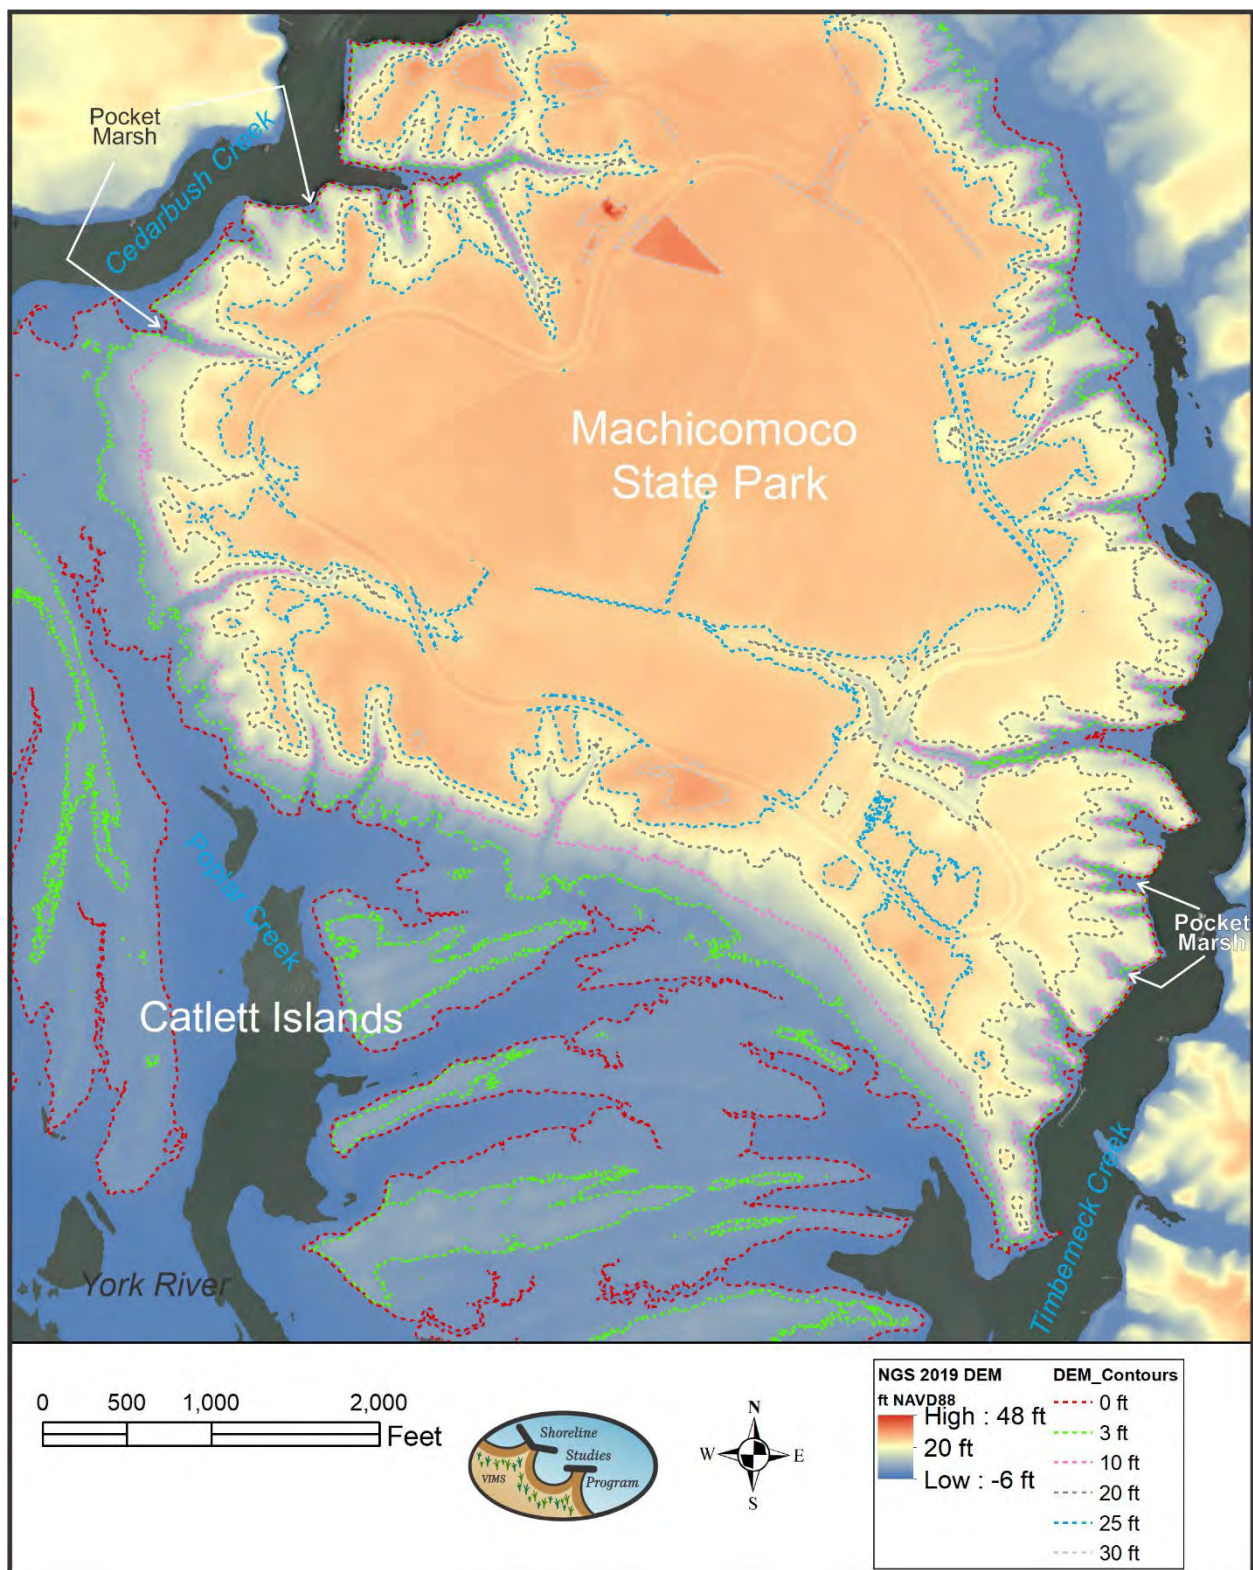 Pocket
Marsh
Cedarbush Creek
Machicomoco
State Park
Poplar Creek
Pocket
Marsh
Catlett Islands
York River
Timberneck Creek
0 500 1,000 2,000
Feet
Shoreline
Studies
VIMS
Program
N
W E
S
NGS 2019 DEM
ft NAVD88
High : 48 ft
20 ft
Low : -6 ft
DEM_Contours
0 ft
3 ft
10 ft
20 ft
25 ft
30 ft